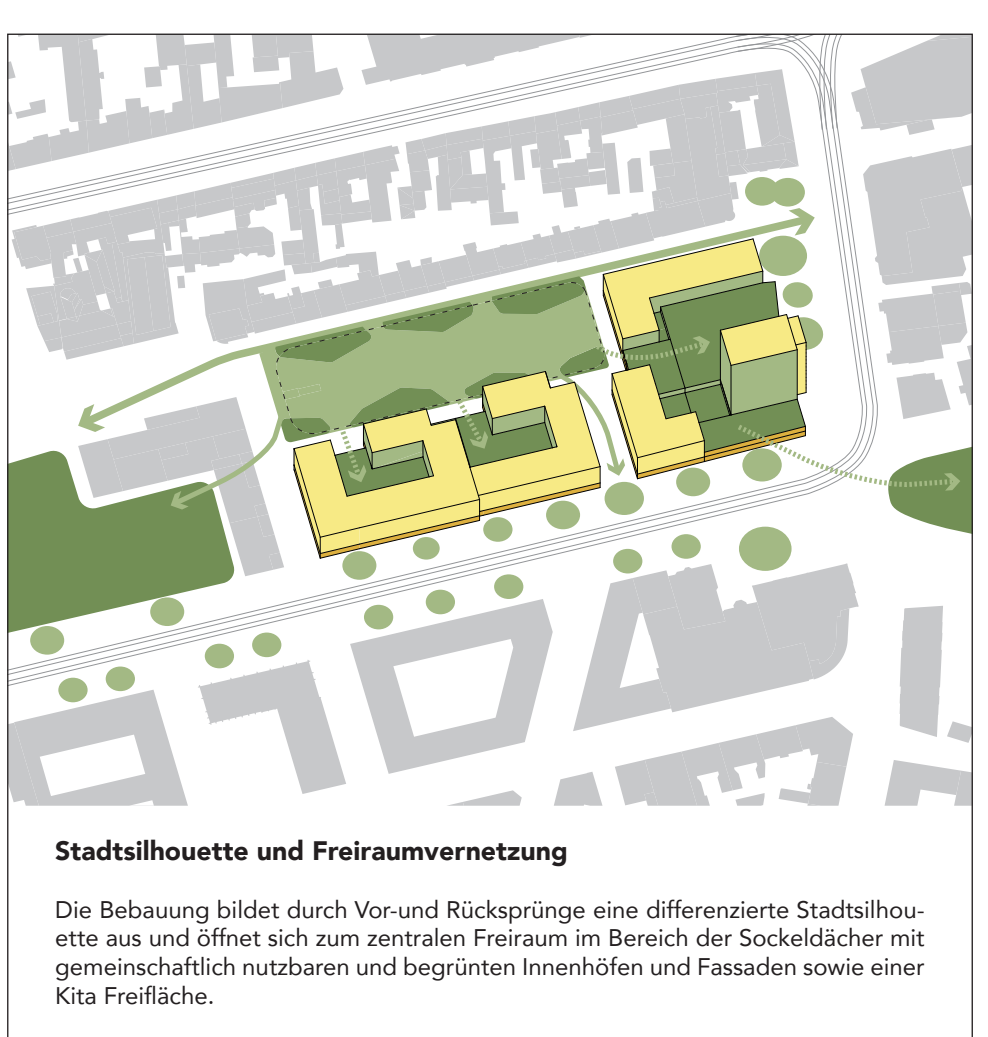 Stadtsilhouette und Freiraumvernetzung
Die Bebauung bildet durch Vor-und Rücksprünge eine differenzierte Stadtsilhou-
ette aus und öffnet sich zum zentralen Freiraum im Bereich der Sockeldächer mit
gemeinschaftlich nutzbaren und begrünten Innenhöfen und Fassaden sowie einer
Kita Freifläche.